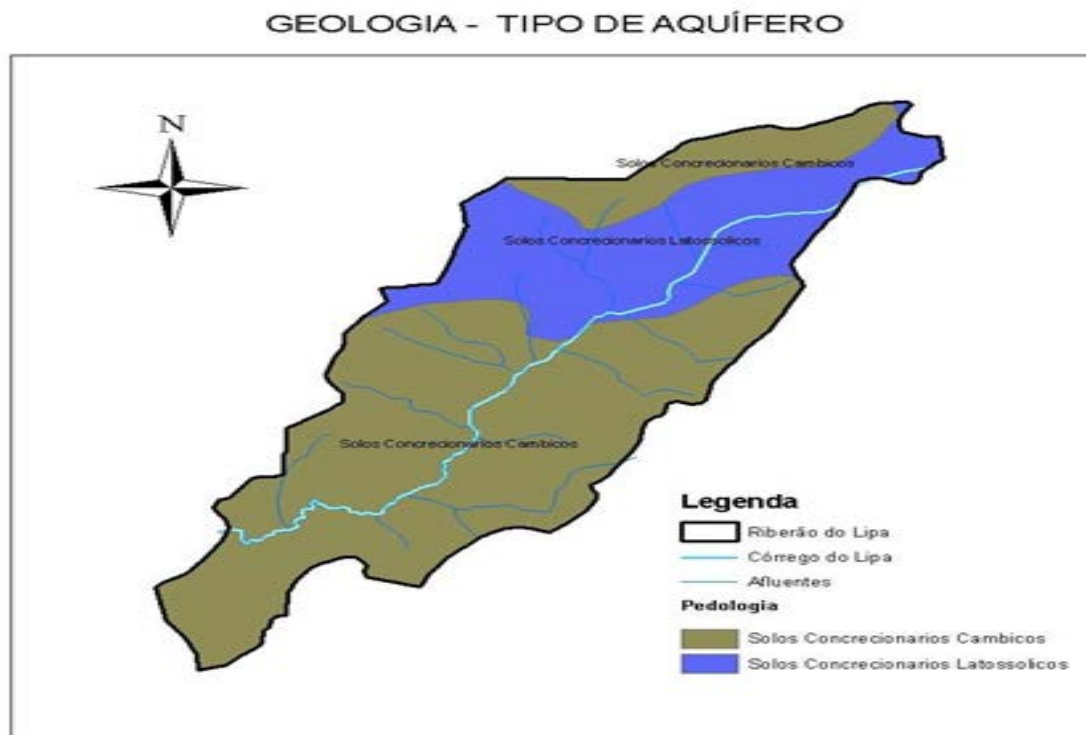 GEOLOGIA - TIPO DE AQUÍFERO
N
Solos Concrecionarios Cambicos
Solos Concrecionarios Latossolicos
Solos Concrecionarios Cambicos
Legenda
Riberão do Lipa
Córrego do Lipa
Afluentes
Pedologia
Solos Concrecionarios Cambicos
Solos Concrecionarios Latossolicos